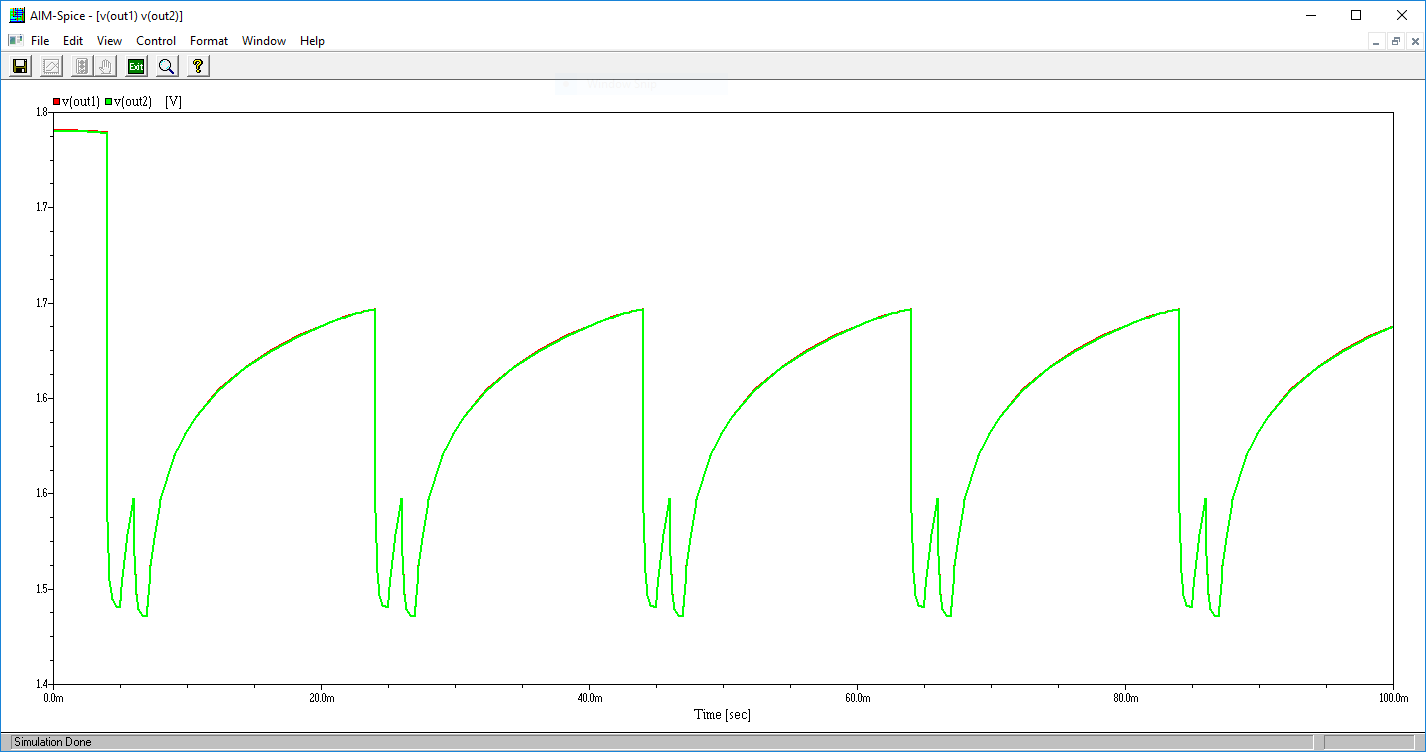 AIM-Spice - [v(out1) v(out2)]
File Edit View Control Format Window Help
Exit ?
v(out1) v(out2) [V]
1.8
1.7
1.7
1.6
1.6
1.5
1.4
0.0m 20.0m 40.0m 60.0m 80.0m 100.0m
Time [sec]
Simulation Done